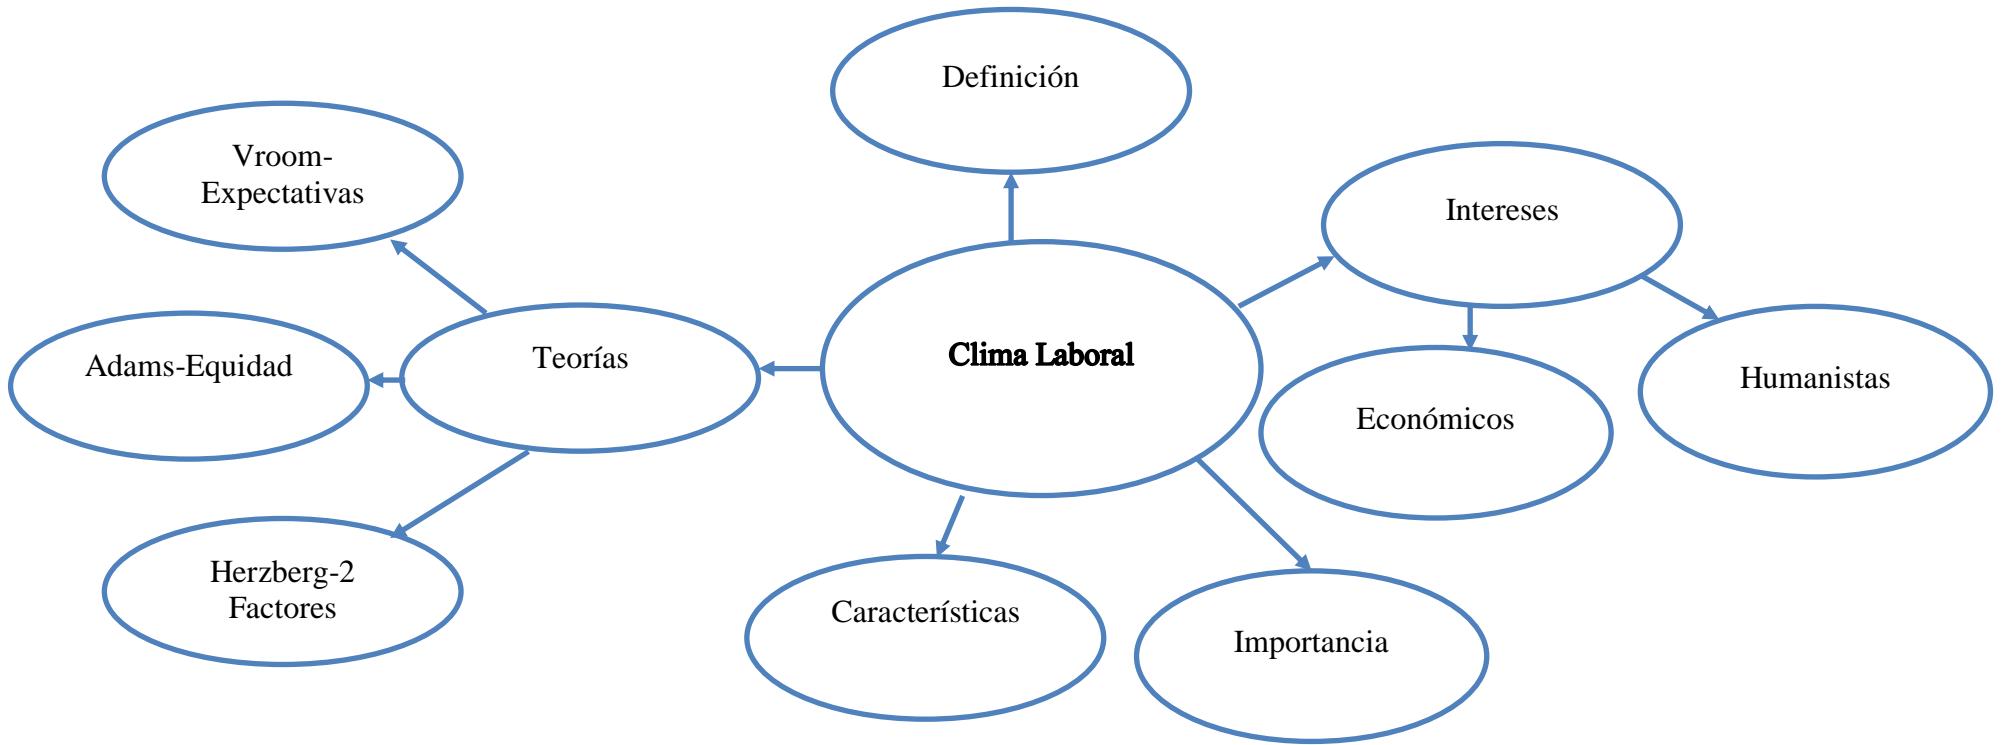 Definición
Vroom-
Expectativas
Intereses
Adams-Equidad
Teorías
Clima Laboral
Humanistas
Económicos
Herzberg-2
Factores
Características
Importancia